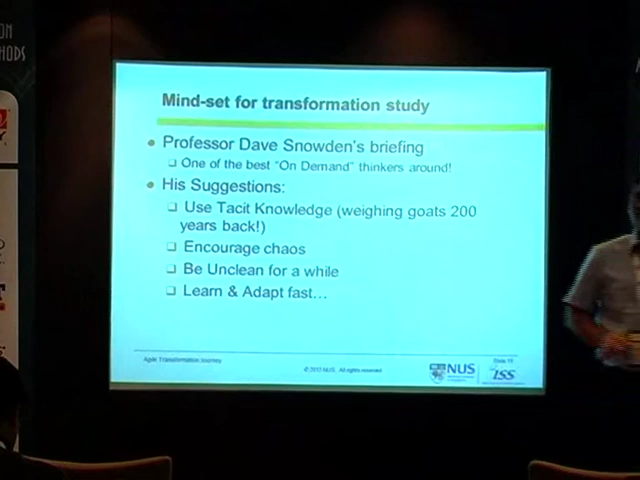 ON
HODS
Mind-set for transformation study
Professor Dave Snowden's briefing
One of the best "On Demand" thinkers around!
His Suggestions:
Use Tacit Knowledge (weighing goats 200
years back!)
Encourage chaos
Be Unclean for a while
Learn & Adapt fast…
Agile Transformation Journey
NUS
ISS